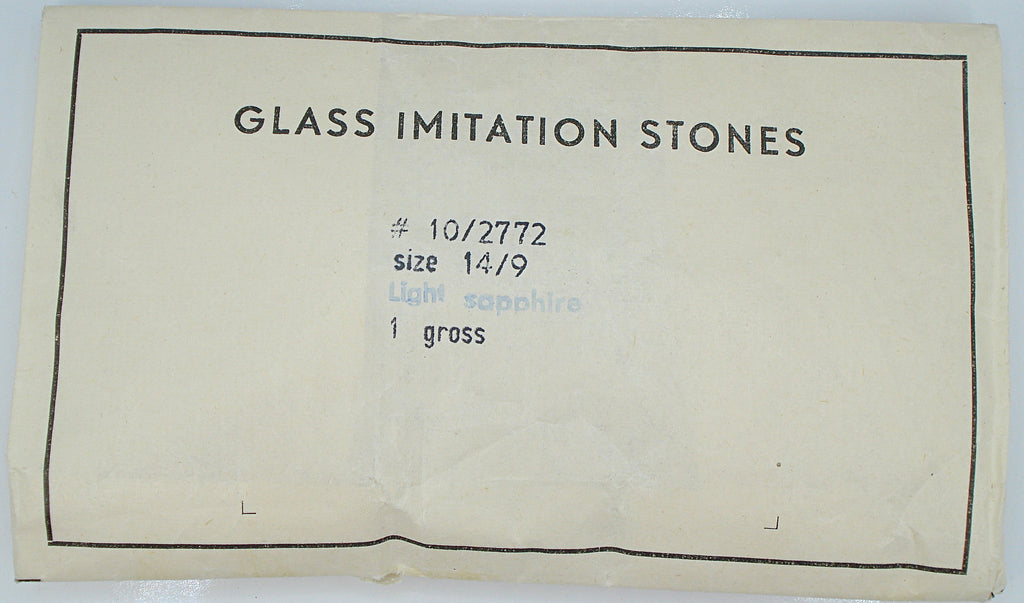 GLASS IMITATION STONES
# 10/2772
size 14/9
Light sapphire
1 gross